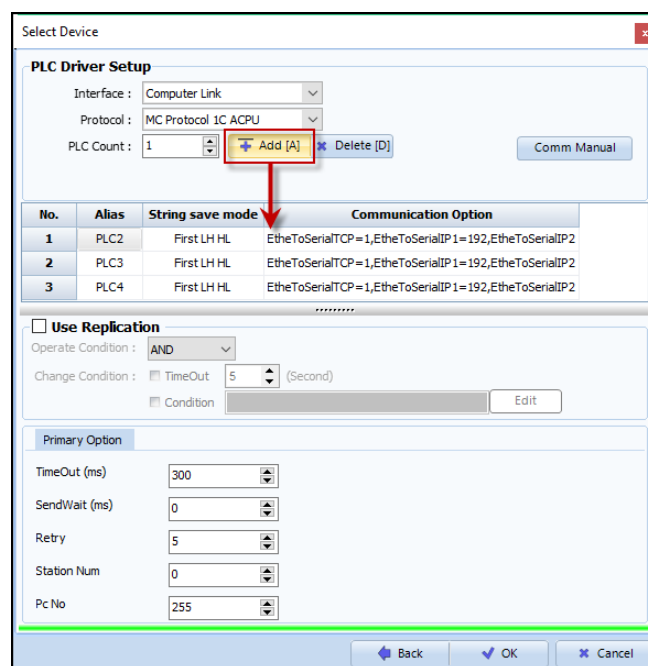 Select Device
PLC Driver Setup
Interface : Computer Link
Protocol : MC Protocol 1C ACPU
PLC Count : 1 Add [A] Delete [D] Comm Manual
No. Alias String save mode Communication Option
1 PLC2 First LH HL EtheToSerialTCP=1,EtheToSerialIP1=192,EtheToSerialIP2
2 PLC3 First LH HL EtheToSerialTCP=1,EtheToSerialIP1=192,EtheToSerialIP2
3 PLC4 First LH HL EtheToSerialTCP=1,EtheToSerialIP1=192,EtheToSerialIP2
Use Replication
Operate Condition : AND
Change Condition : TimeOut 5 (Second)
Condition Edit
Primary Option
TimeOut (ms) 300
SendWait (ms) 0
Retry 5
Station Num 0
Pc No 255
Back OK Cancel